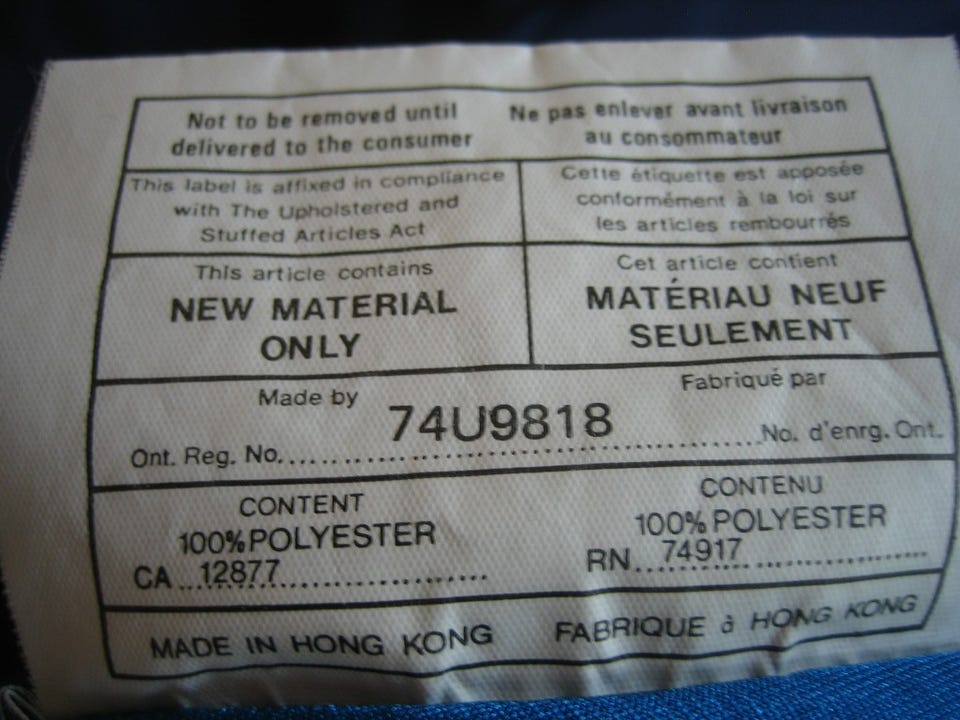 Not to be removed until
delivered to the consumer
Ne pas enlever avant livraison
au consommateur
This label is affixed in compliance
with The Upholstered and
Stuffed Articles Act
Cette étiquette est apposée
conformément à la loi sur
les articles rembourrés
This article contains
NEW MATERIAL
ONLY
Cet article contient
MATÉRIAU NEUF
SEULEMENT
Made by
Fabriqué par
74U9818
Ont. Reg. No. No. d'enrg. Ont.
CONTENT
100% POLYESTER
CA 12877
CONTENU
100% POLYESTER
RN 74917
MADE IN HONG KONG
FABRIQUE à HONG KONG